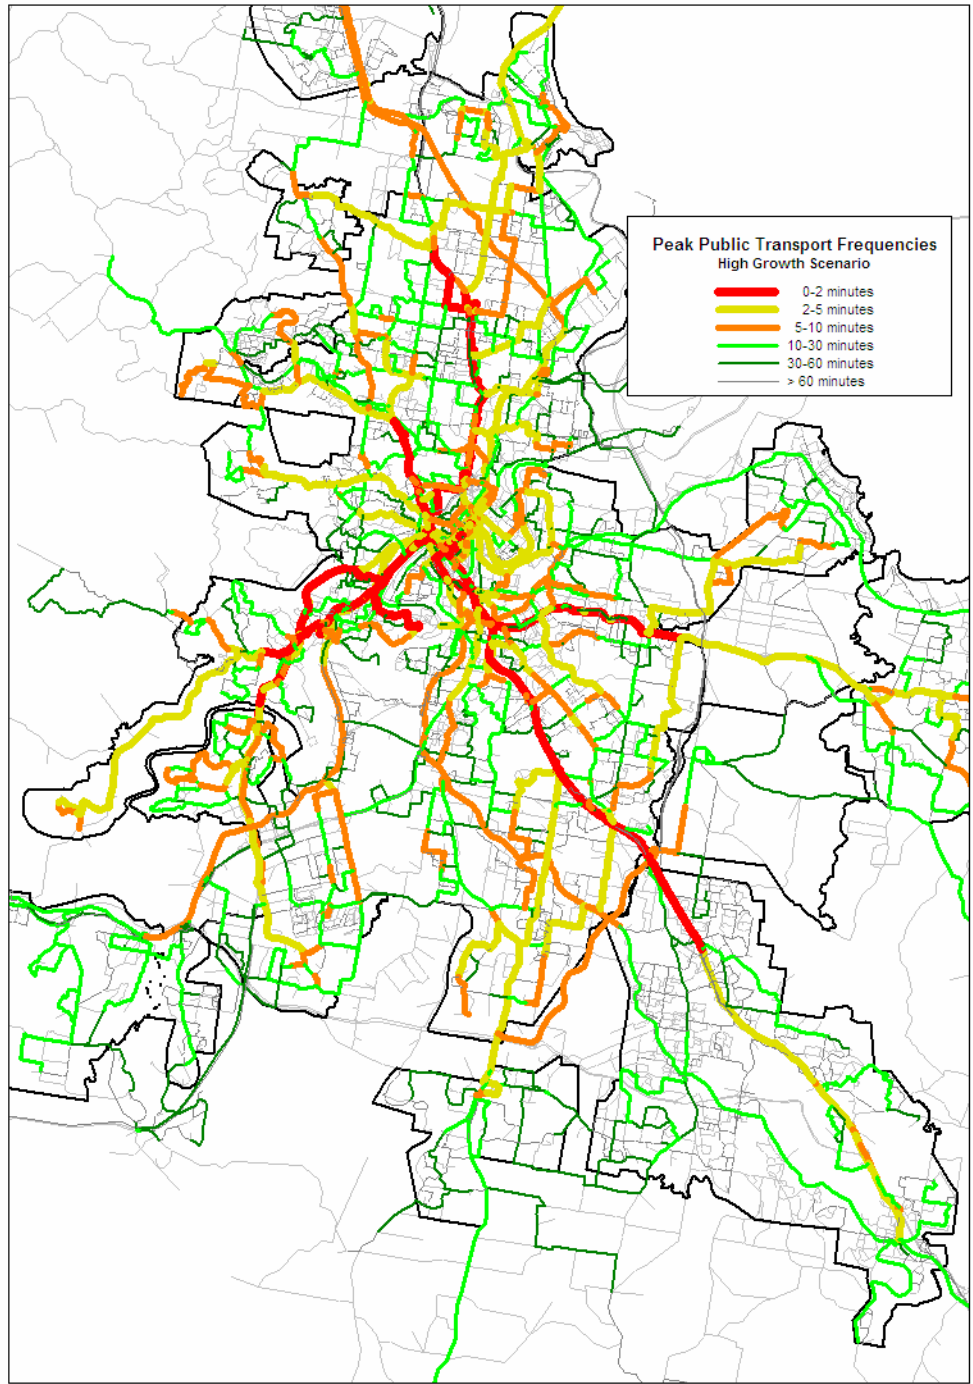 Peak Public Transport Frequencies
High Growth Scenario
0-2 minutes
2-5 minutes
5-10 minutes
10-30 minutes
30-60 minutes
> 60 minutes